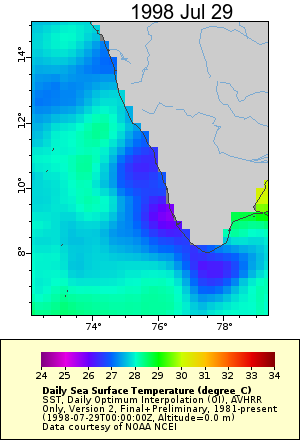 1998 Jul 29
14°
12°
10°
8°
74° 76° 78°
24 25 26 27 28 29 30 31 32 33 34
Daily Sea Surface Temperature (degree_C)
SST, Daily Optimum Interpolation (OI), AVHRR
Only, Version 2, Final+Preliminary, 1981-present
(1998-07-29T00:00:00Z, Altitude=0.0 m)
Data courtesy of NOAA NCEI